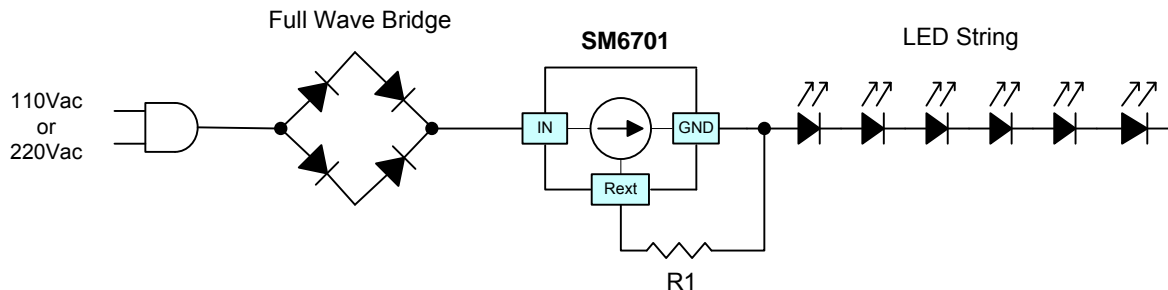 Full Wave Bridge
SM6701
LED String
110Vac
or
220Vac
IN
GND
Rext
R1